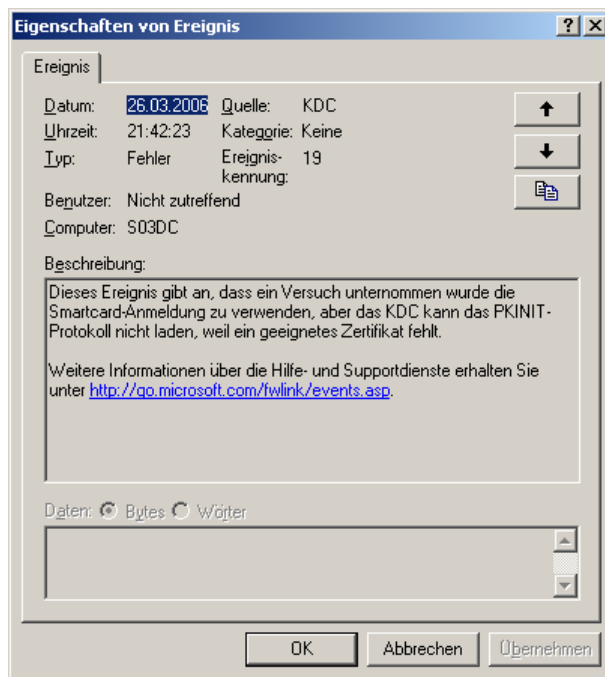 Eigenschaften von Ereignis
Ereignis
Datum: 26.03.2006 Quelle: KDC
Uhrzeit: 21:42:23 Kategorie: Keine
Typ: Fehler Ereignis-kennung: 19
Benutzer: Nicht zutreffend
Computer: S03DC
Beschreibung:
Dieses Ereignis gibt an, dass ein Versuch unternommen wurde die
Smartcard-Anmeldung zu verwenden, aber das KDC kann das PKINIT-
Protokoll nicht laden, weil ein geeignetes Zertifikat fehlt.
Weitere Informationen über die Hilfe- und Supportdienste erhalten Sie
unter http://go.microsoft.com/fwlink/events.asp.
Daten: Bytes Wörter
OK Abbrechen Übernehmen